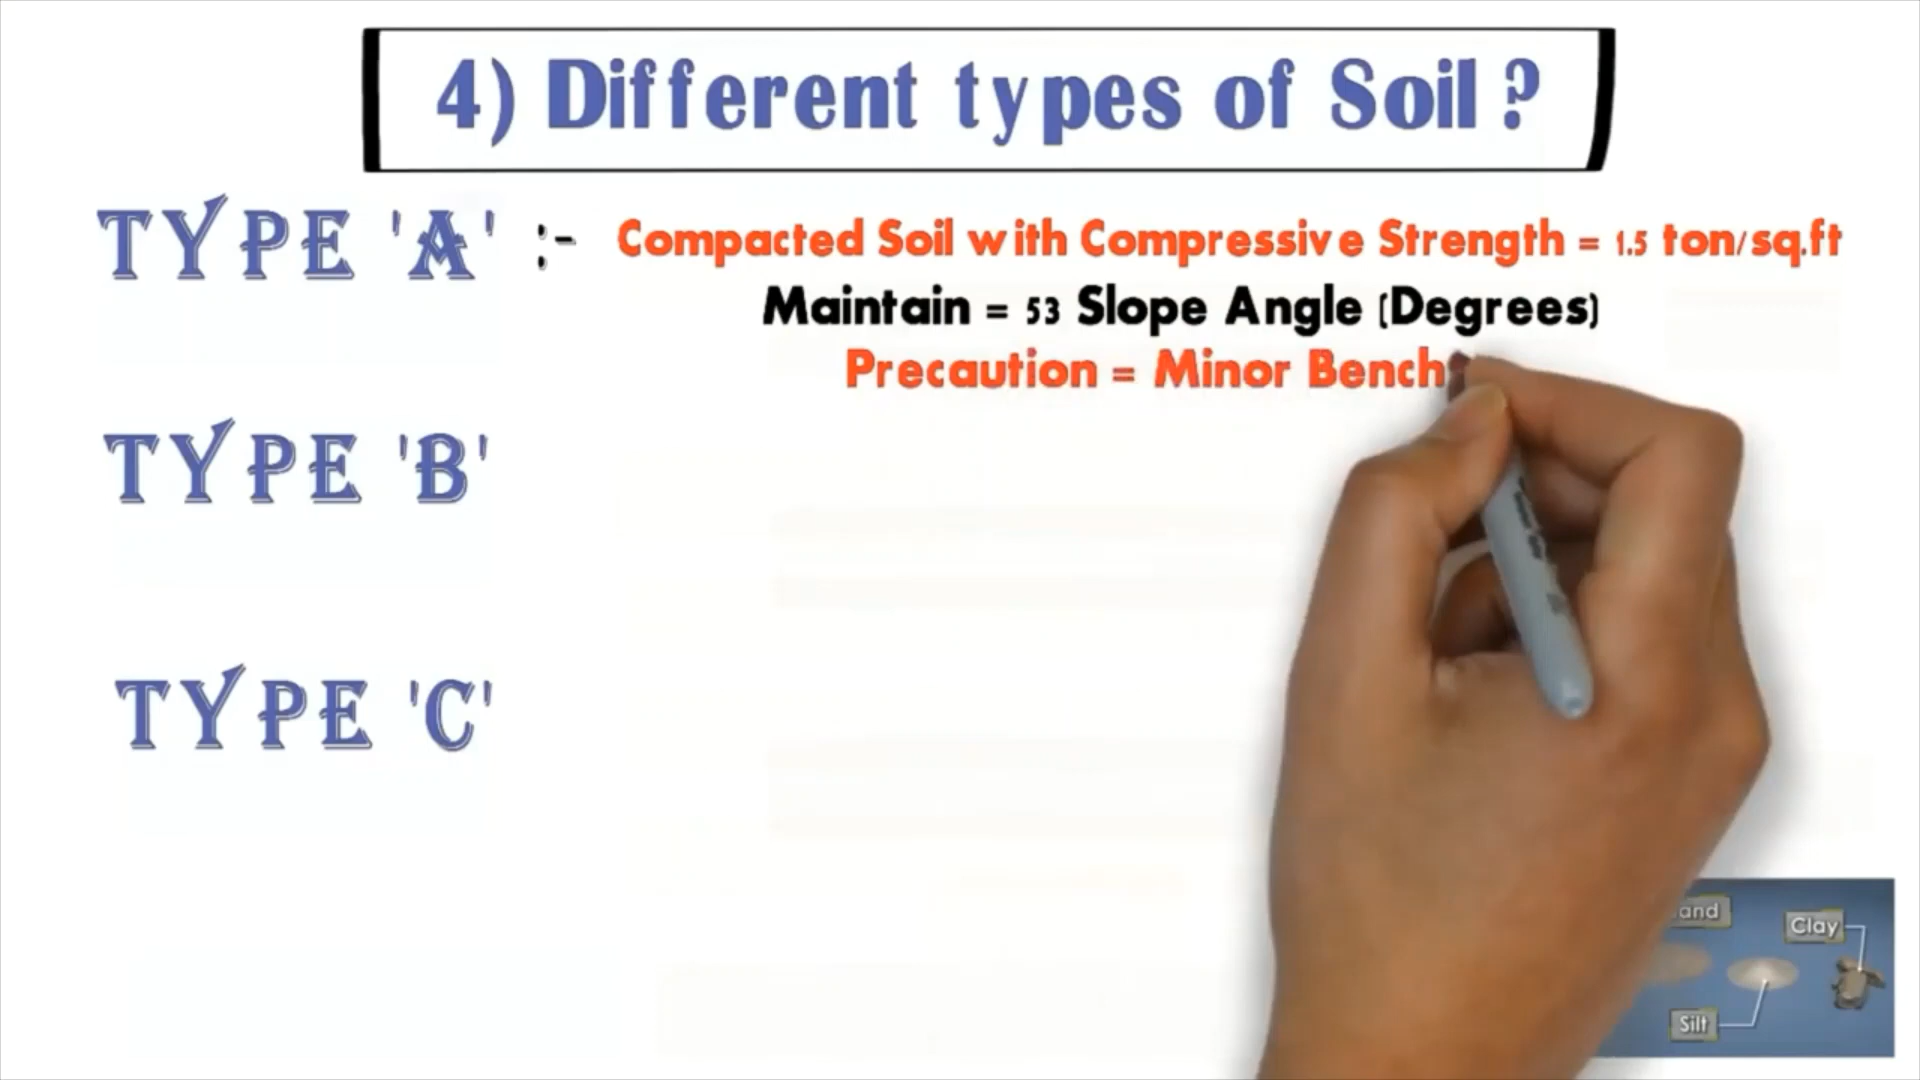 4) Different types of Soil ?
TYPE 'A' :- Compacted Soil with Compressive Strength = 1.5 ton/sq.ft
Maintain = 53 Slope Angle (Degrees)
Precaution = Minor Bench
TYPE 'B'
TYPE 'C'
Clay
Silt